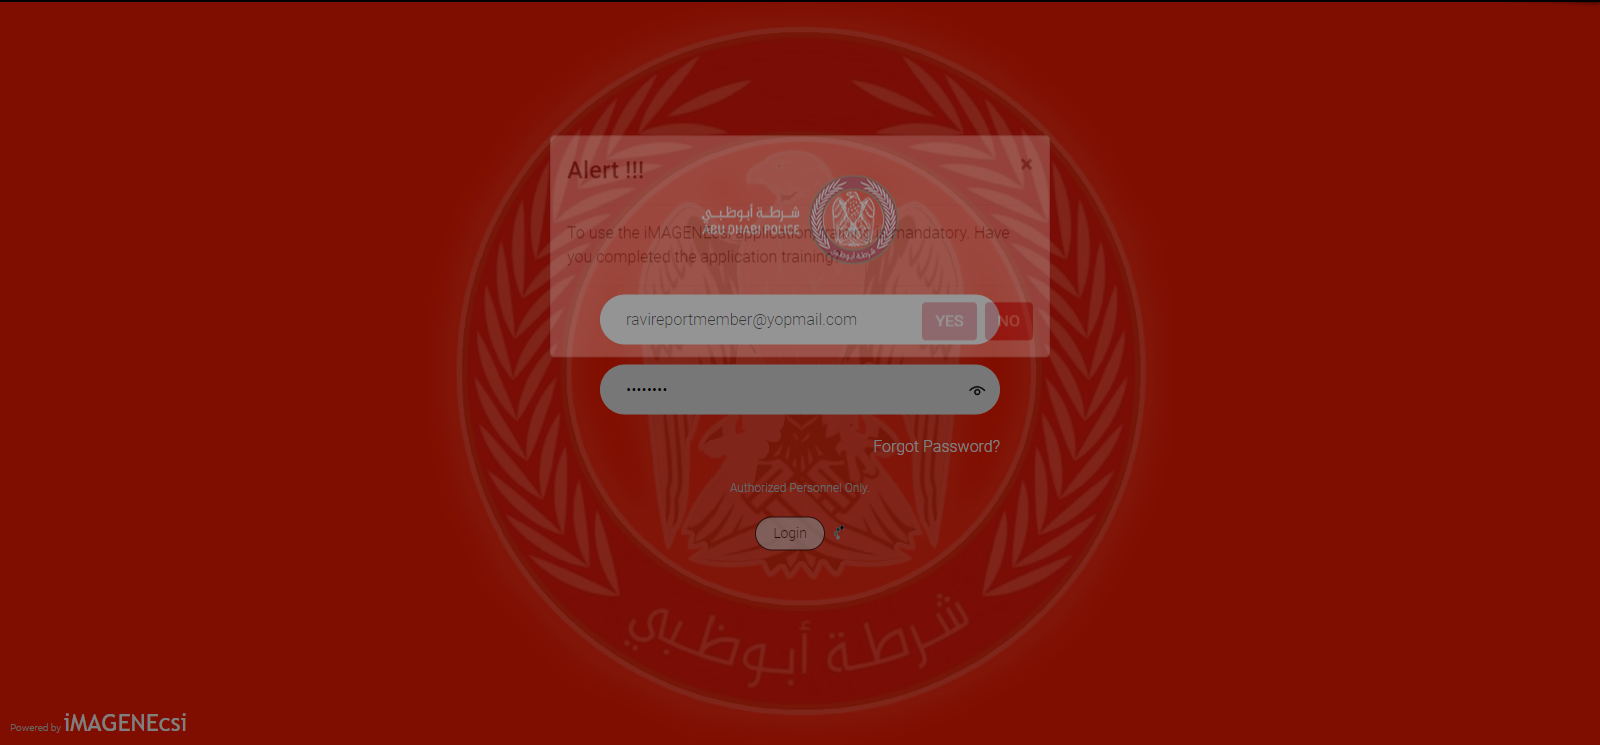 Alert !!!
×
شرطة أبوظبي
ABU DHABI POLICE
To use the iMAGENEcsi application, training is mandatory. Have
you completed the application training?
ravireportmember@yopmail.com
YES
NO
••••••••
Forgot Password?
Authorized Personnel Only.
Login
شرطة أبوظبي
Powered by iMAGENEcsi